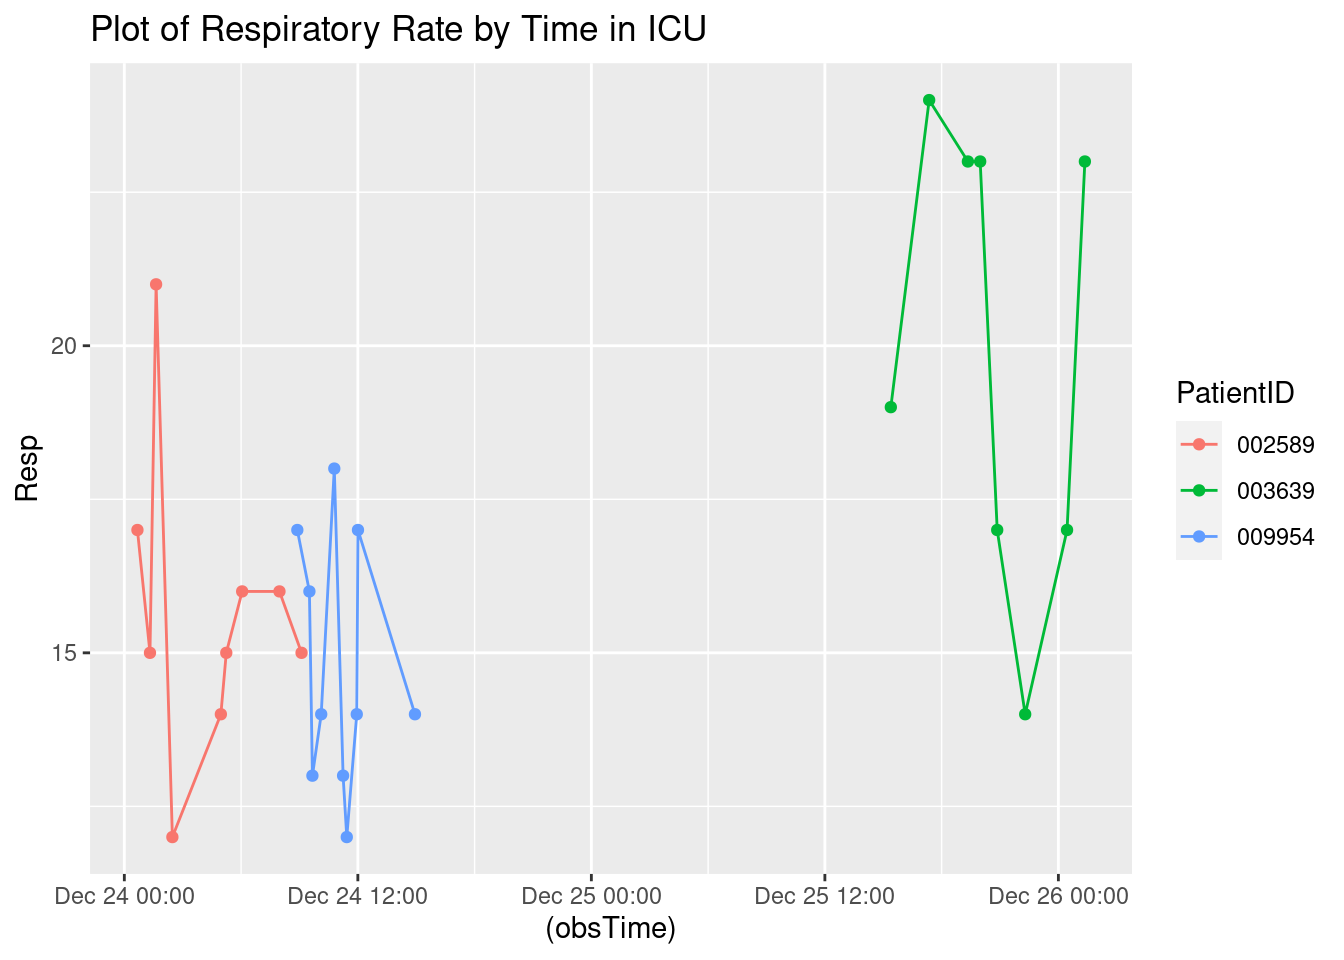 Plot of Respiratory Rate by Time in ICU
Resp
20
15
Dec 24 00:00
Dec 24 12:00
Dec 25 00:00
Dec 25 12:00
Dec 26 00:00
(obsTime)
PatientID
002589
003639
009954